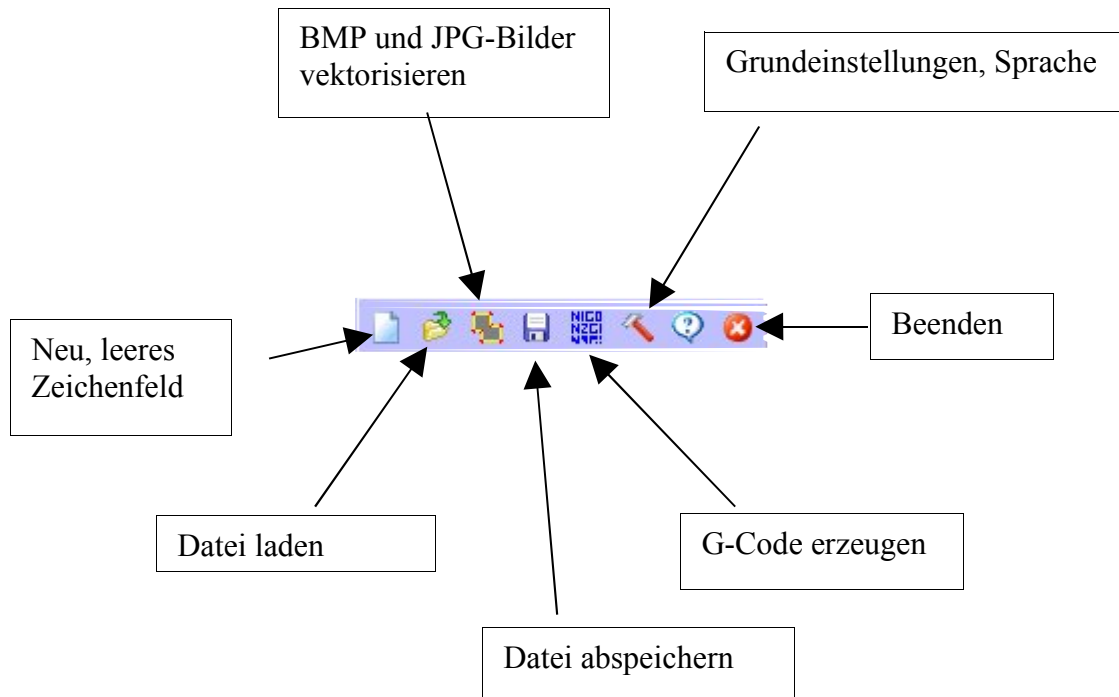 BMP und JPG-Bilder
vektorisieren
Grundeinstellungen, Sprache
Neu, leeres
Zeichenfeld
Beenden
Datei laden
G-Code erzeugen
Datei abspeichern